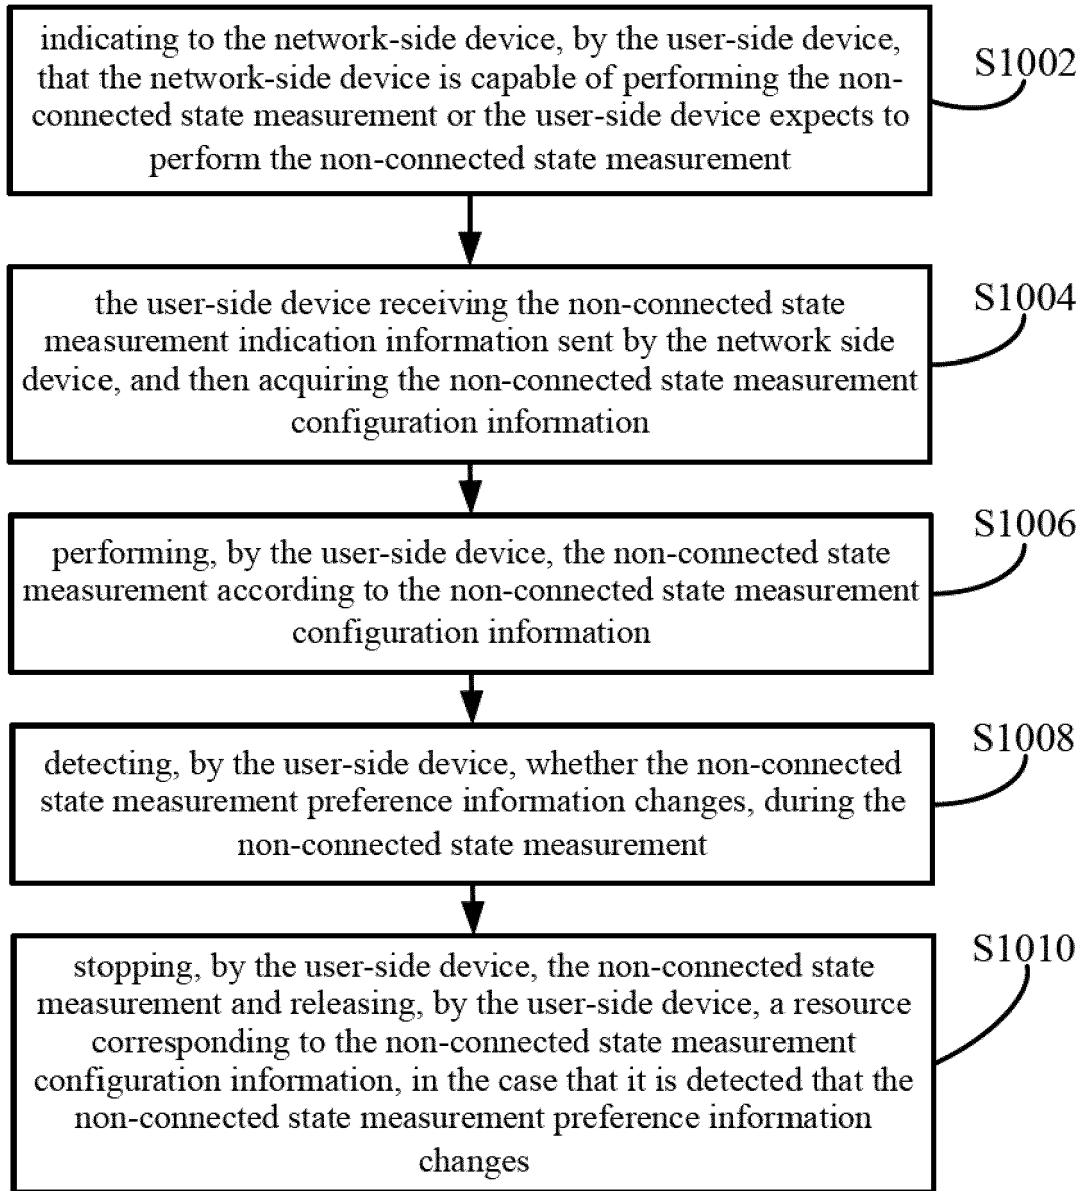 indicating to the network-side device, by the user-side device,
that the network-side device is capable of performing the non-
connected state measurement or the user-side device expects to
perform the non-connected state measurement
S1002
the user-side device receiving the non-connected state
measurement indication information sent by the network side
device, and then acquiring the non-connected state measurement
configuration information
S1004
performing, by the user-side device, the non-connected state
measurement according to the non-connected state measurement
configuration information
S1006
detecting, by the user-side device, whether the non-connected
state measurement preference information changes, during the
non-connected state measurement
S1008
stopping, by the user-side device, the non-connected state
measurement and releasing, by the user-side device, a resource
corresponding to the non-connected state measurement
configuration information, in the case that it is detected that the
non-connected state measurement preference information
changes
S1010